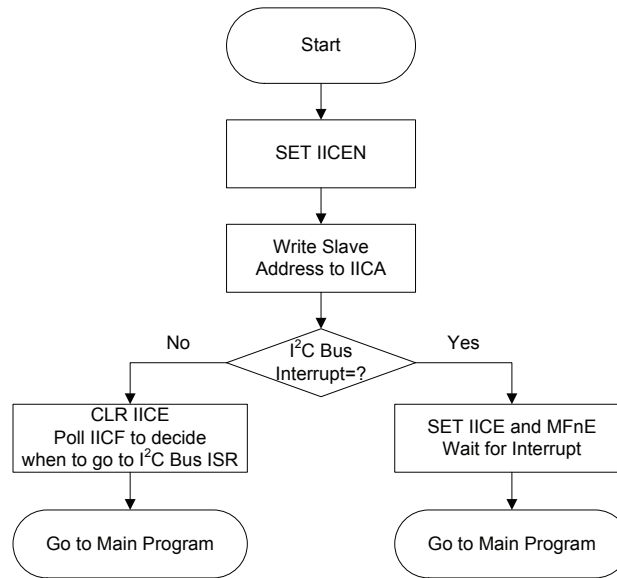 Start
SET IICEN
Write Slave
Address to IICA
I²C Bus
Interrupt=?
No
Yes
CLR IICE
Poll IICF to decide
when to go to I²C Bus ISR
SET IICE and MFnE
Wait for Interrupt
Go to Main Program
Go to Main Program